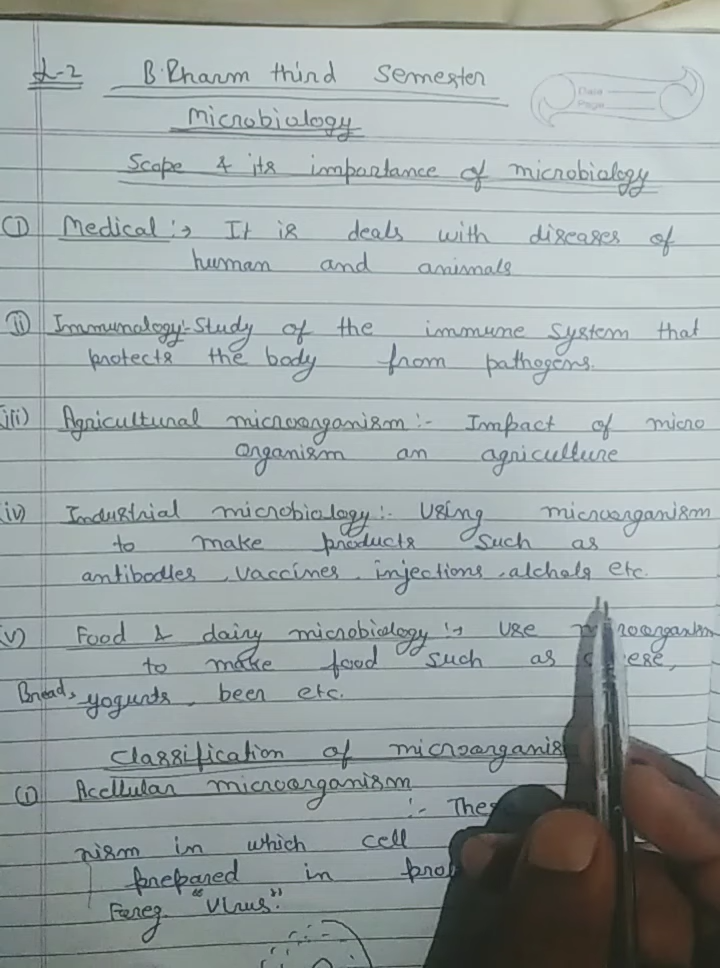 L-2 B.Pharm third semester
Date
Page
microbiology
Scope & its importance of microbiology
(i) Medical :→ It is deals with diseases of
human and animals
(ii) Immunology:- Study of the immune system that
protects the body from pathogens.
(iii) Agricultural microorganism :- Impact of micro
organism on agriculture
(iv) Industrial microbiology :- Using microorganism
to make products such as
antibodies, vaccines, injections, alchols etc.
(v) Food & dairy microbiology :→ Use
to make food such as
Bread, yogurts, beer etc.
Classification of
(i) Acellular microorganism
:-
nism in which cell
prepared in
Foreg. "Virus".